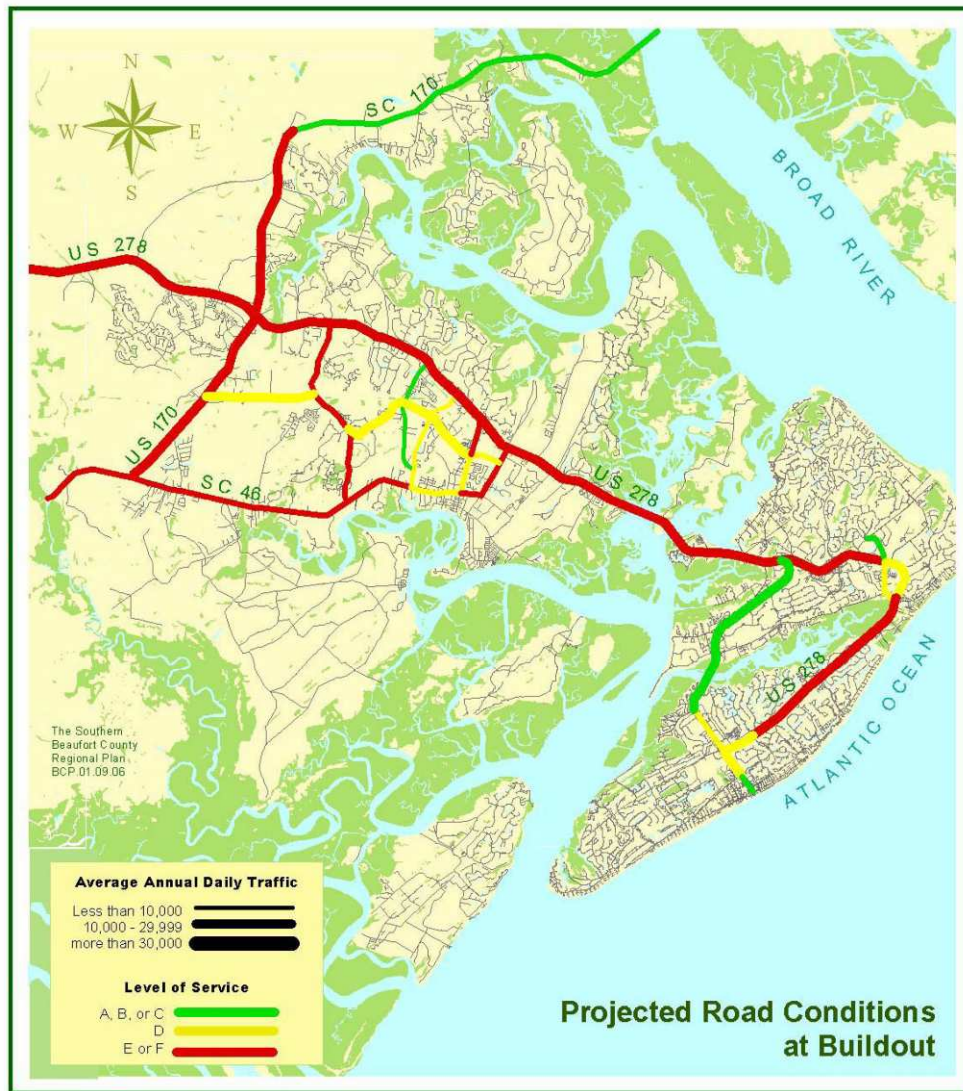 N
W E
S
SC 170
BROAD RIVER
US 278
US 170
SC 46
US 278
US 278
ATLANTIC OCEAN
The Southern
Beaufort County
Regional Plan
BCP.01.09.06
Average Annual Daily Traffic
Less than 10,000
10,000 - 29,999
more than 30,000
Level of Service
A, B, or C
D
E or F
Projected Road Conditions
at Buildout